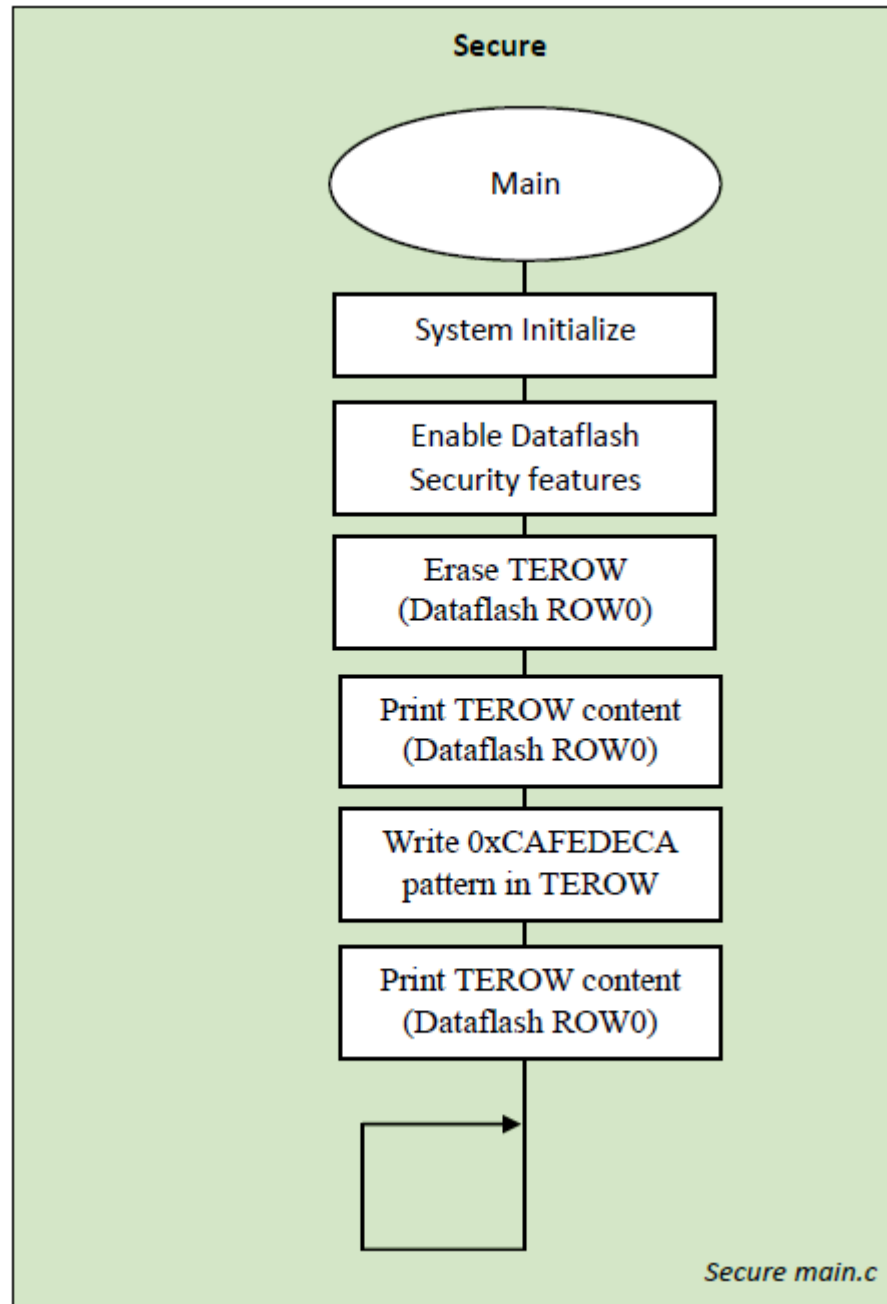 Secure
Main
System Initialize
Enable Dataflash
Security features
Erase TEROW
(Dataflash ROW0)
Print TEROW content
(Dataflash ROW0)
Write 0xCAFEDECA
pattern in TEROW
Print TEROW content
(Dataflash ROW0)
Secure main.c